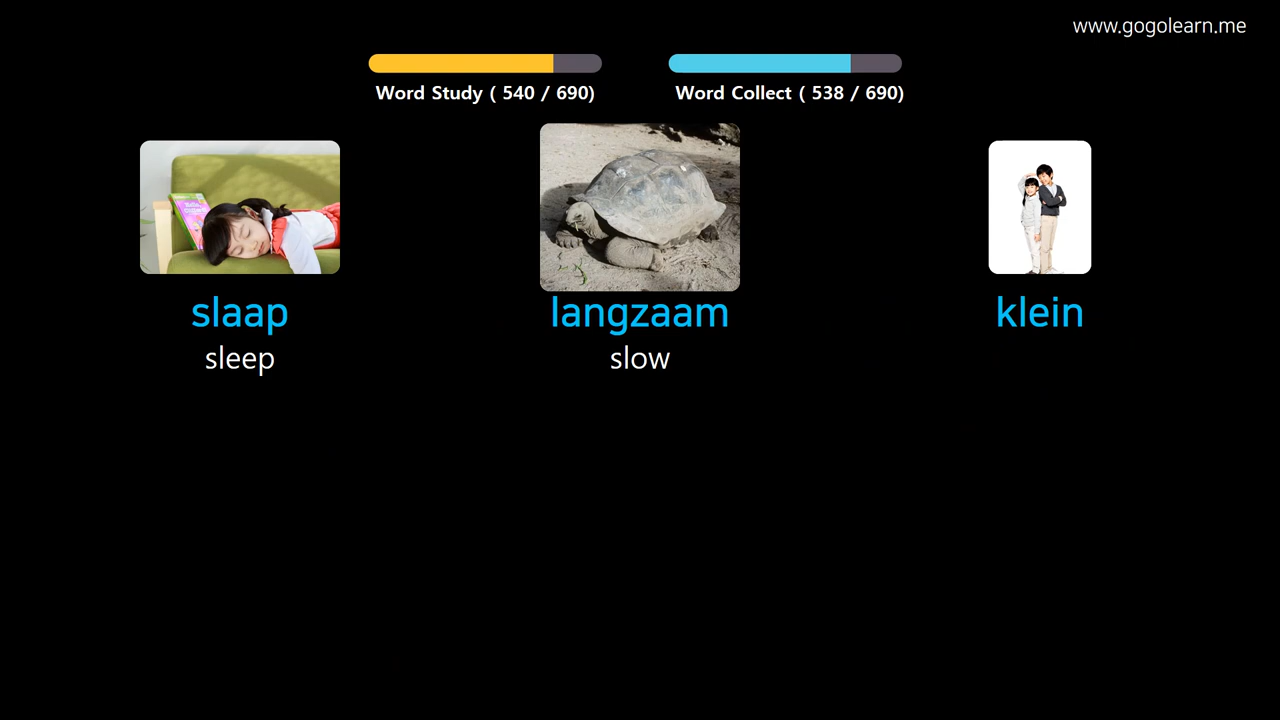 www.gogolearn.me
Word Study ( 540 / 690)
Word Collect ( 538 / 690)
slaap
langzaam
klein
sleep
slow